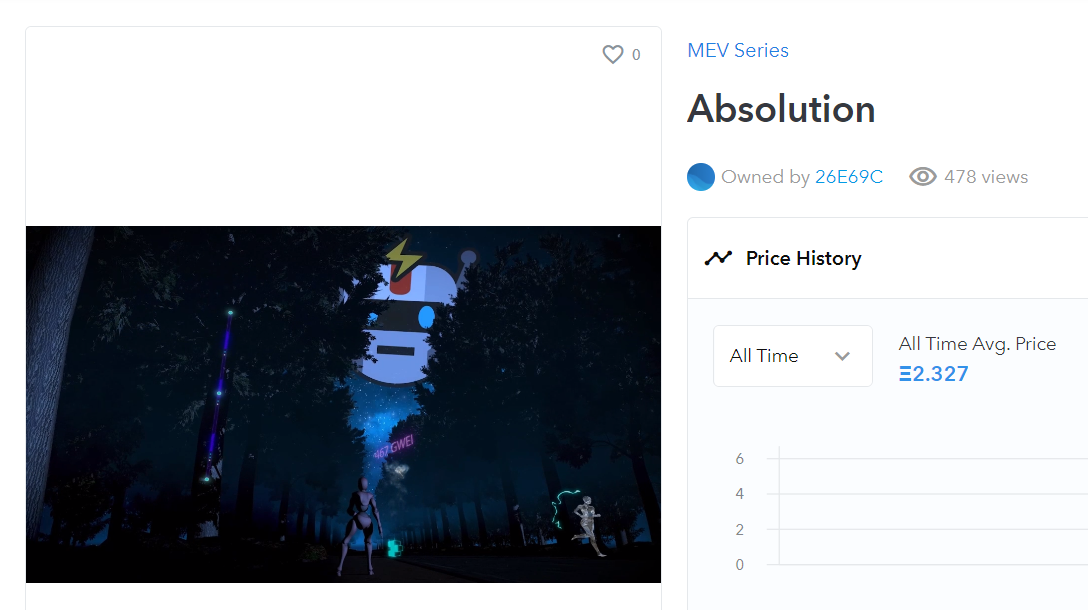 0
MEV Series
Absolution
Owned by 26E69C
478 views
Price History
All Time
All Time Avg. Price
Ξ2.327
6
4
2
0
GWEI